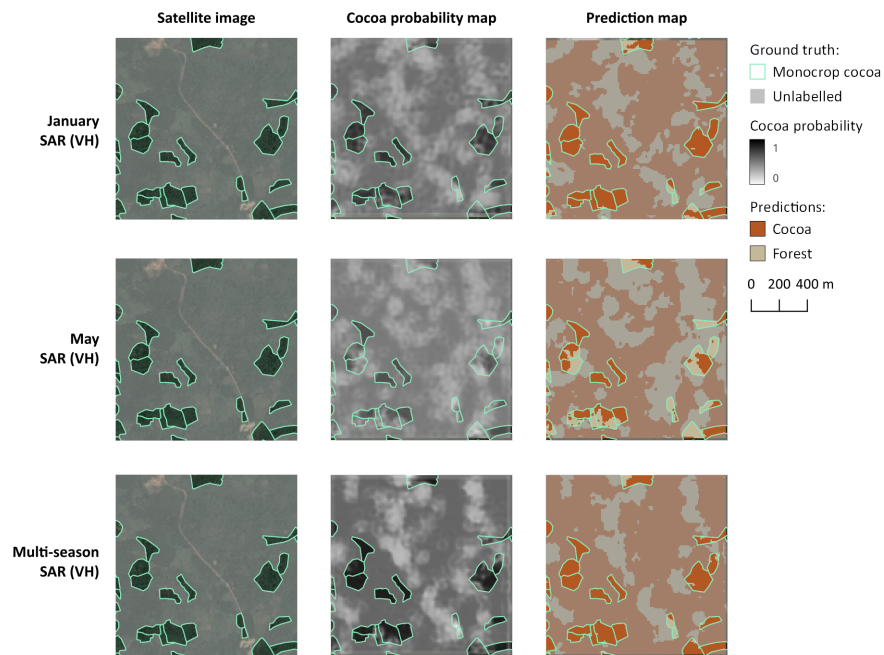 Satellite image
Cocoa probability map
Prediction map
January
SAR (VH)
May
SAR (VH)
Multi-season
SAR (VH)
Ground truth:
Monocrop cocoa
Unlabelled
Cocoa probability
1
0
Predictions:
Cocoa
Forest
0 200 400 m